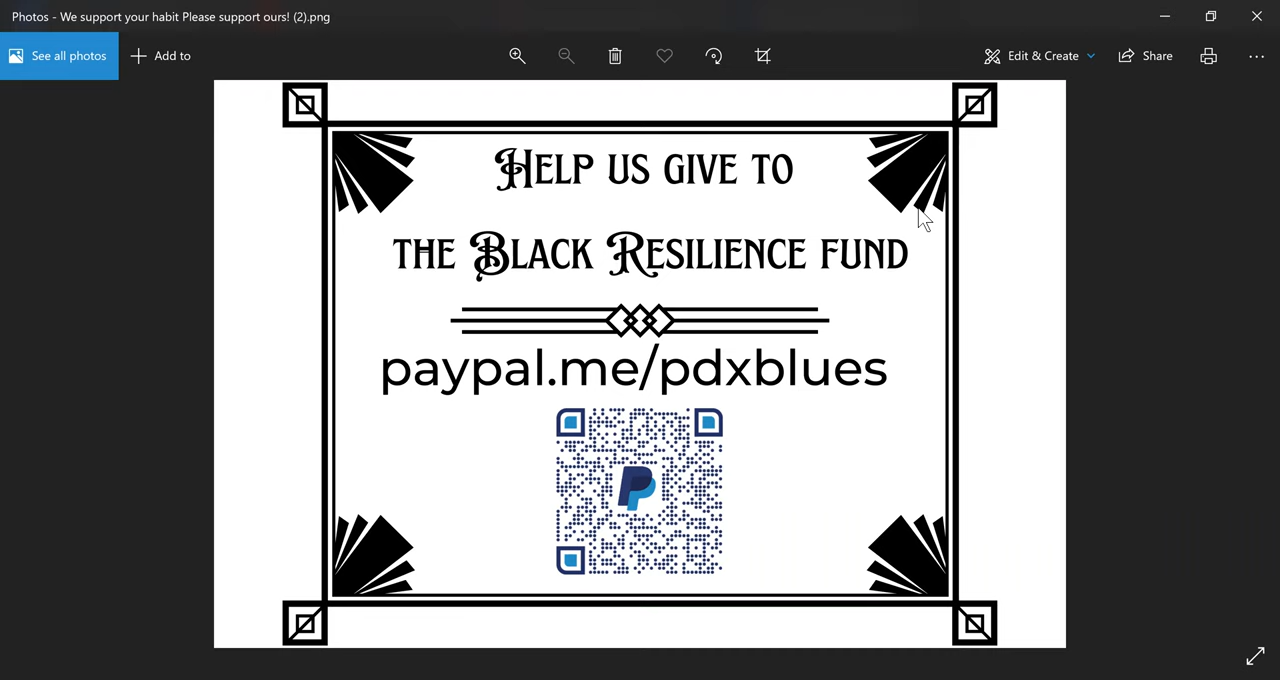 Photos - We support your habit Please support ours! (2).png
See all photos
Add to
Edit & Create
Share
Help us give to
the Black Resilience fund
paypal.me/pdxblues